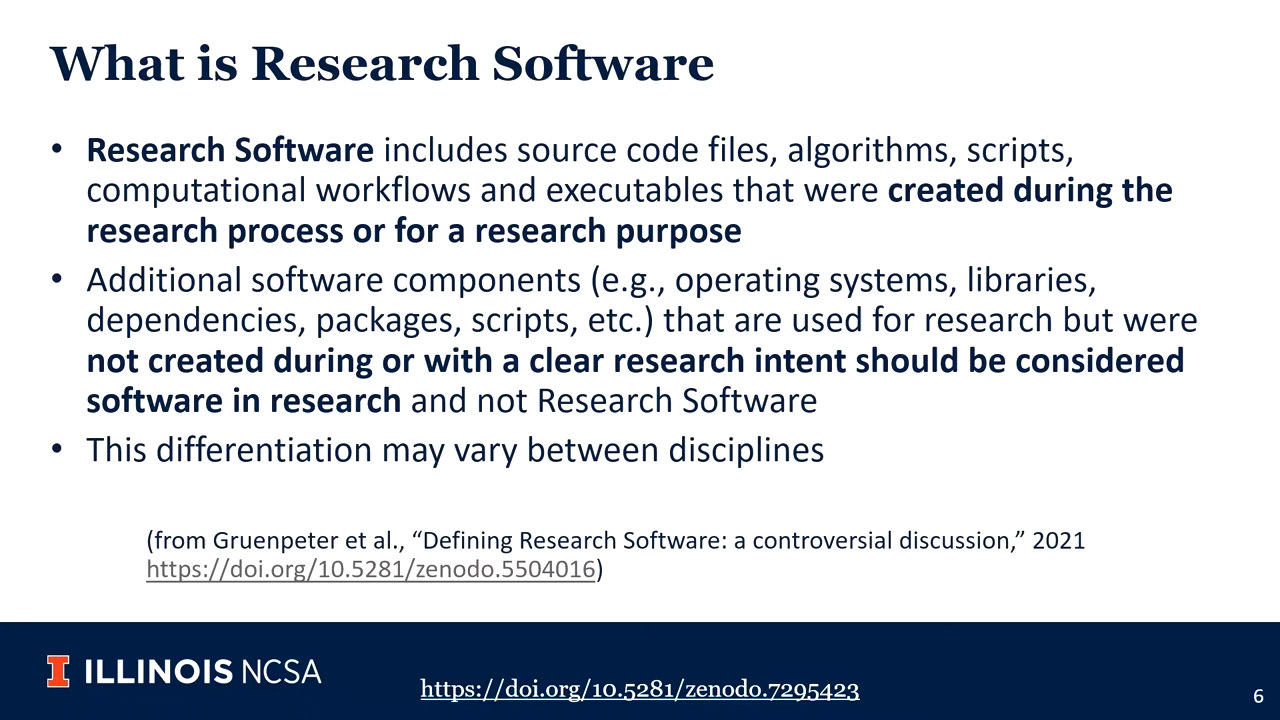 What is Research Software
• Research Software includes source code files, algorithms, scripts,
computational workflows and executables that were created during the
research process or for a research purpose
• Additional software components (e.g., operating systems, libraries,
dependencies, packages, scripts, etc.) that are used for research but were
not created during or with a clear research intent should be considered
software in research and not Research Software
• This differentiation may vary between disciplines
(from Gruenpeter et al., “Defining Research Software: a controversial discussion,” 2021
https://doi.org/10.5281/zenodo.5504016)
I ILLINOIS NCSA
https://doi.org/10.5281/zenodo.7295423
6